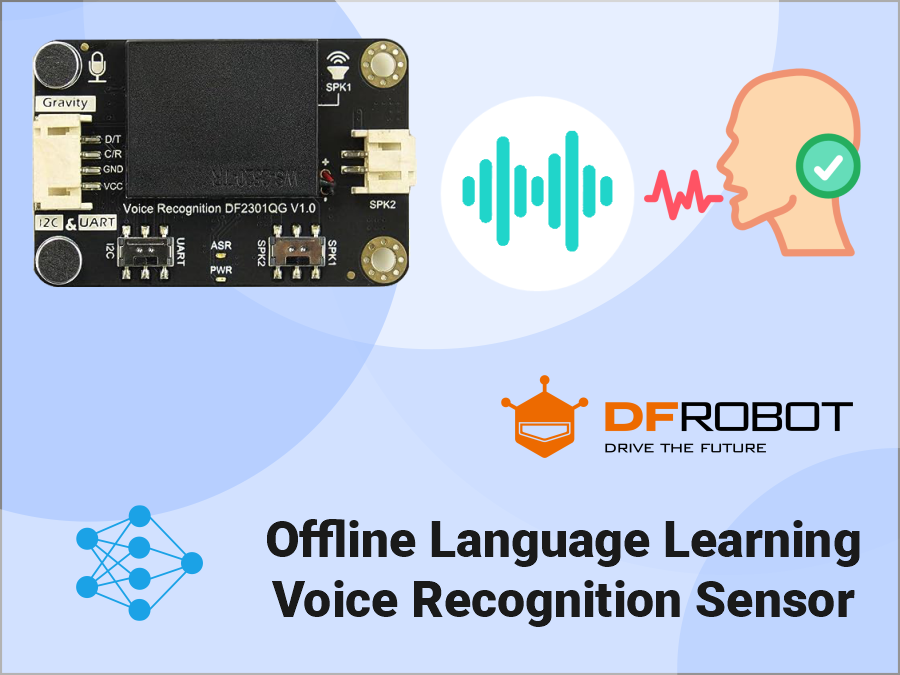 SPK1
Gravity
D/T
C/R
GND
VCC
+
-
SPK2
Voice Recognition DF2301QG V1.0
I2C & UART
I2C
UART
ASR
PWR
SPK2
SPK1
DFROBOT
DRIVE THE FUTURE
Offline Language Learning
Voice Recognition Sensor